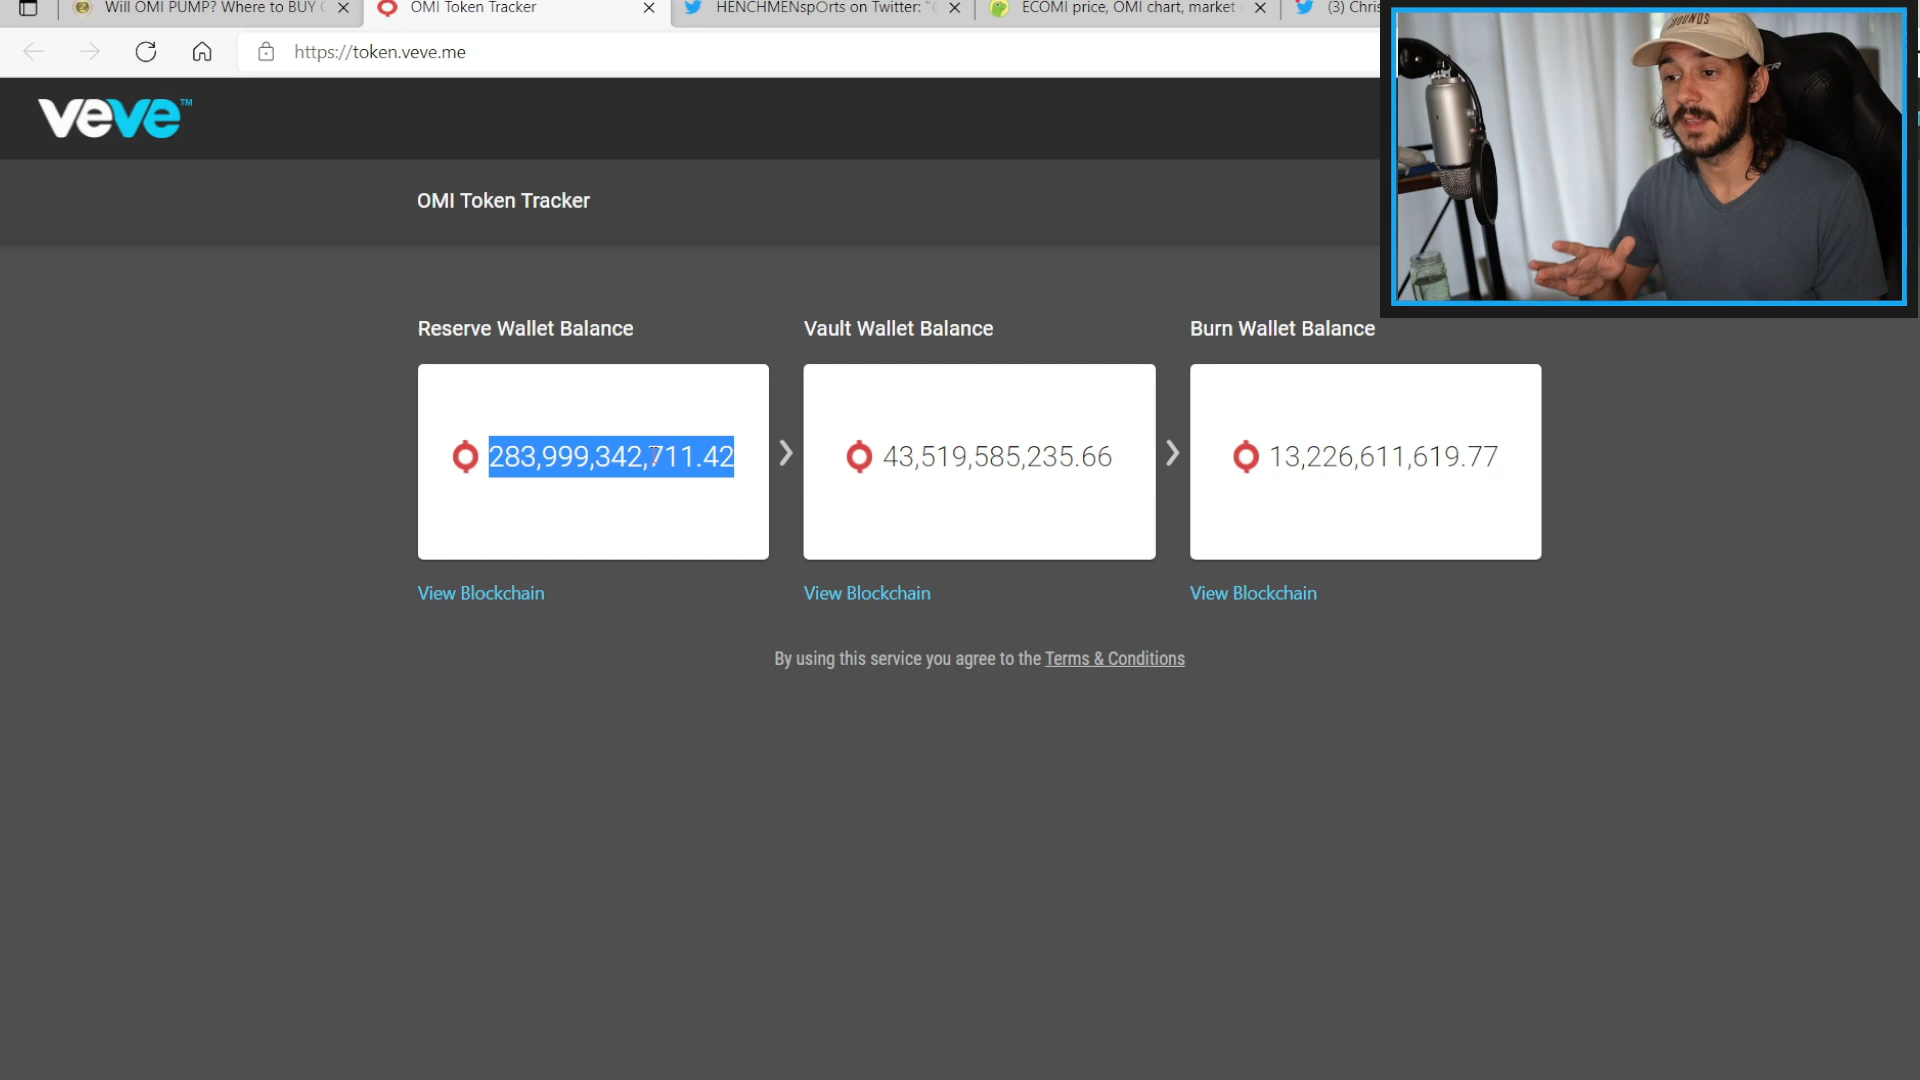 Will OMI PUMP? Where to BUY
OMI Token Tracker
HENCHMENsp0rts on Twitter: "
ECOMI price, OMI chart, market
(3) Chris
https://token.veve.me
veve™
OMI Token Tracker
Reserve Wallet Balance
Vault Wallet Balance
Burn Wallet Balance
283,999,342,711.42
43,519,585,235.66
13,226,611,619.77
View Blockchain
View Blockchain
View Blockchain
By using this service you agree to the Terms & Conditions